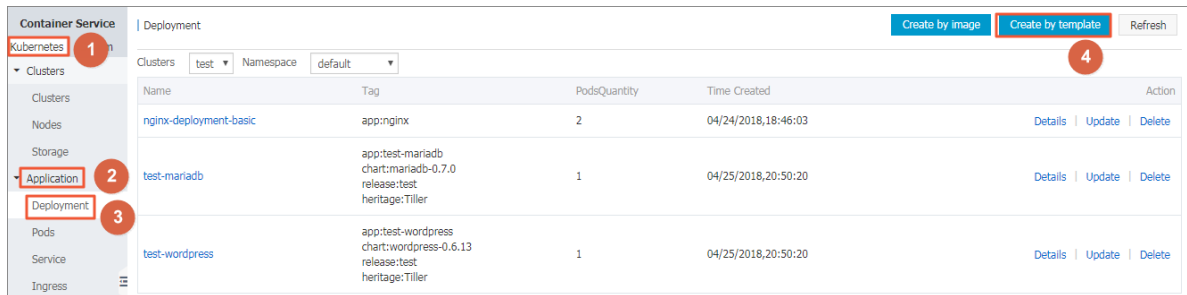 Container Service
Deployment
Create by image
Create by template
Refresh
Kubernetes
1
4
Clusters
Clusters test Namespace default
Clusters
Name Tag PodsQuantity Time Created Action
Nodes
nginx-deployment-basic app:nginx 2 04/24/2018,18:46:03 Details Update Delete
Storage
Application 2
Deployment 3
test-mariadb
app:test-mariadb
chart:mariadb-0.7.0
release:test
heritage:Tiller
1 04/25/2018,20:50:20 Details Update Delete
Pods
Service
Ingress
test-wordpress
app:test-wordpress
chart:wordpress-0.6.13
release:test
heritage:Tiller
1 04/25/2018,20:50:20 Details Update Delete